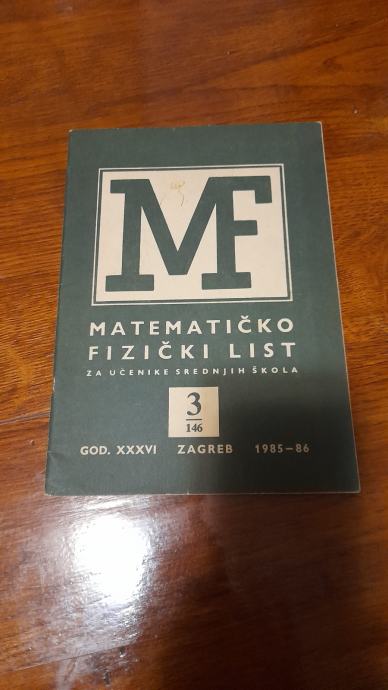 MF
MATEMATIČKO
FIZIČKI LIST
ZA UČENIKE SREDNJIH ŠKOLA
3
146
GOD. XXXVI ZAGREB 1985-86